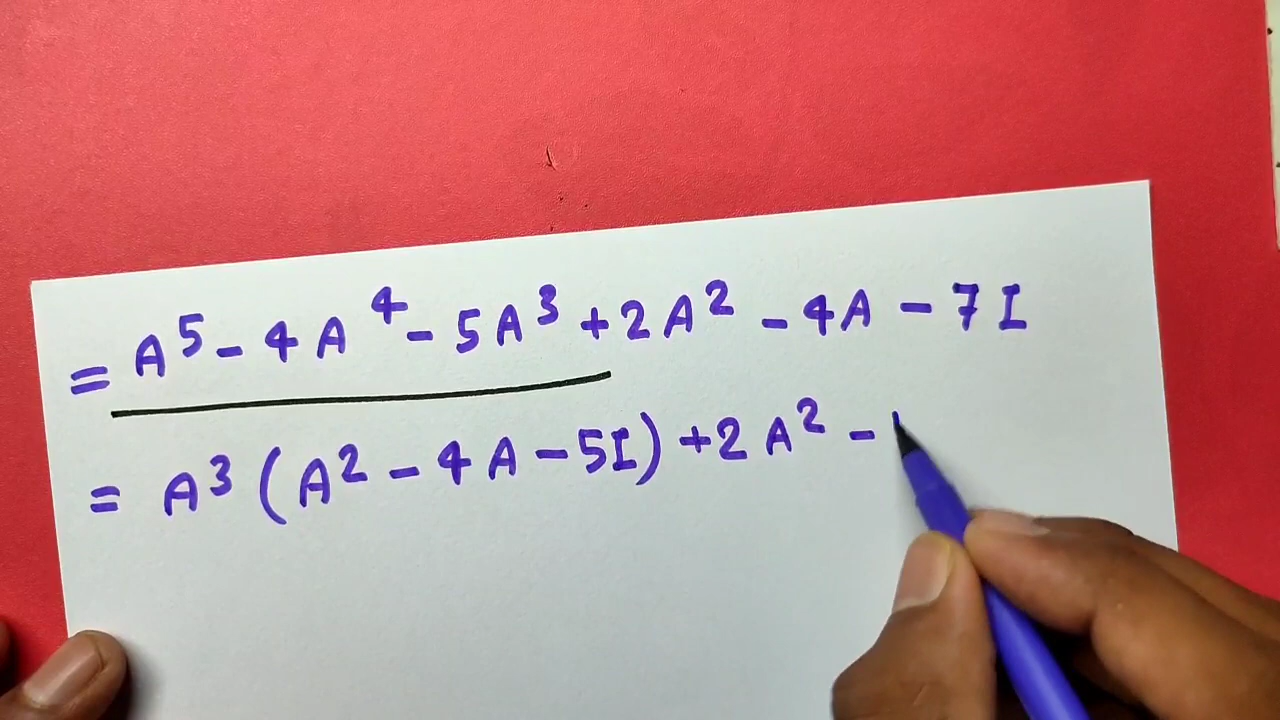 = A⁵ - 4A⁴ - 5A³ + 2A² - 4A - 7I
= A³ (A² - 4A - 5I) + 2A² -